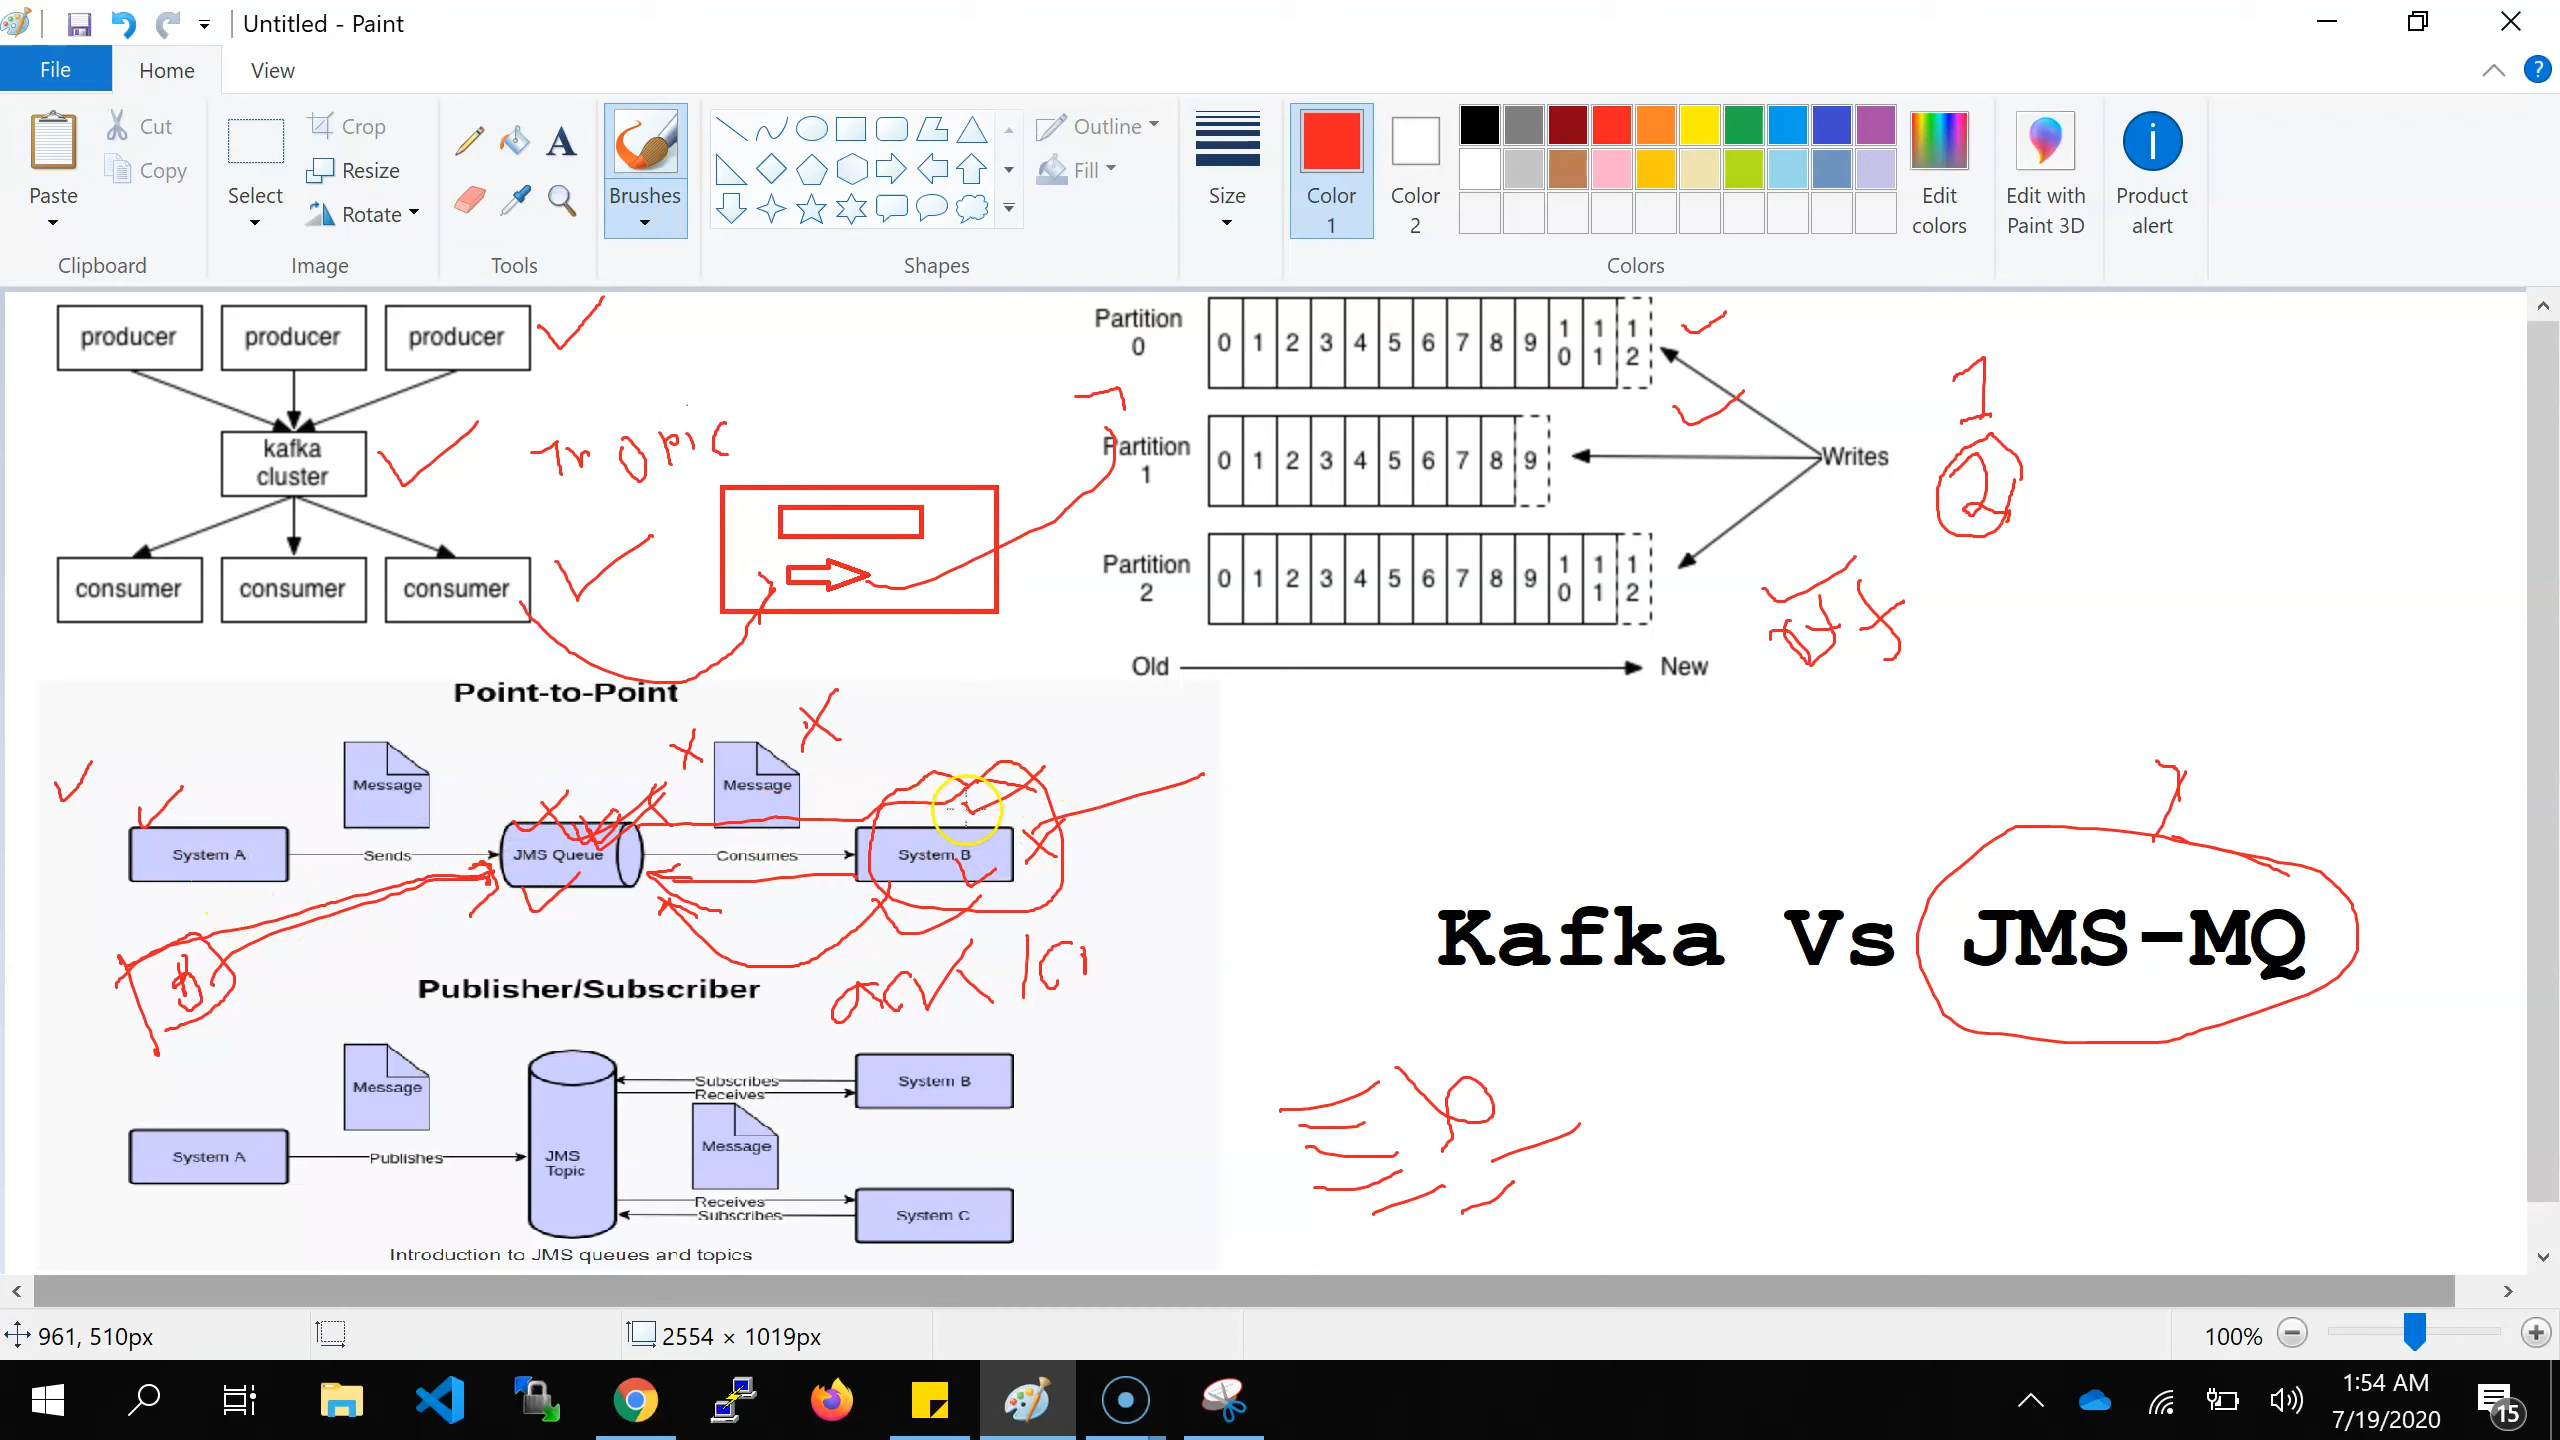 Untitled - Paint
File
Home
View
Paste
Cut
Copy
Clipboard
Select
Crop
Resize
Rotate
Image
A
Tools
Brushes
Shapes
Outline
Fill
Size
Color 1
Color 2
Edit colors
Colors
Edit with Paint 3D
Product alert
producer producer producer
kafka
cluster
consumer consumer consumer
Partition
0
0 1 2 3 4 5 6 7 8 9 10 11 12
Partition
1
0 1 2 3 4 5 6 7 8 9
Partition
2
0 1 2 3 4 5 6 7 8 9 10 11 12
Writes
1
2
Old New
Point-to-Point
Message
Message
System A
Sends
JMS Queue
Consumes
System B
Kafka Vs JMS-MQ
Publisher/Subscriber
Message
System A
Publishes
JMS
Topic
Subscribes
Receives
System B
Message
Receives
Subscribes
System C
Introduction to JMS queues and topics
961, 510px
2554 × 1019px
100%
1:54 AM
7/19/2020
15